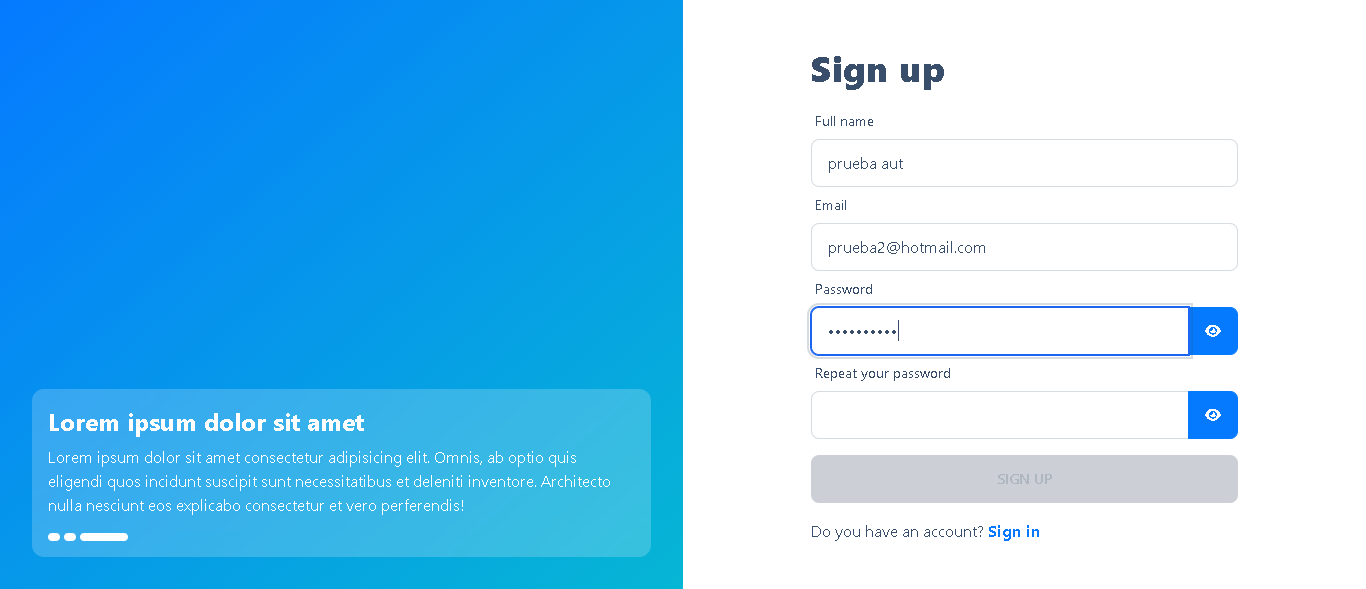 Sign up
Full name
prueba aut
Email
prueba2@hotmail.com
Password
••••••••••
Repeat your password
SIGN UP
Do you have an account? Sign in
Lorem ipsum dolor sit amet
Lorem ipsum dolor sit amet consectetur adipisicing elit. Omnis, ab optio quis
eligendi quos incidunt suscipit sunt necessitatibus et deleniti inventore. Architecto
nulla nesciunt eos explicabo consectetur et vero perferendis!